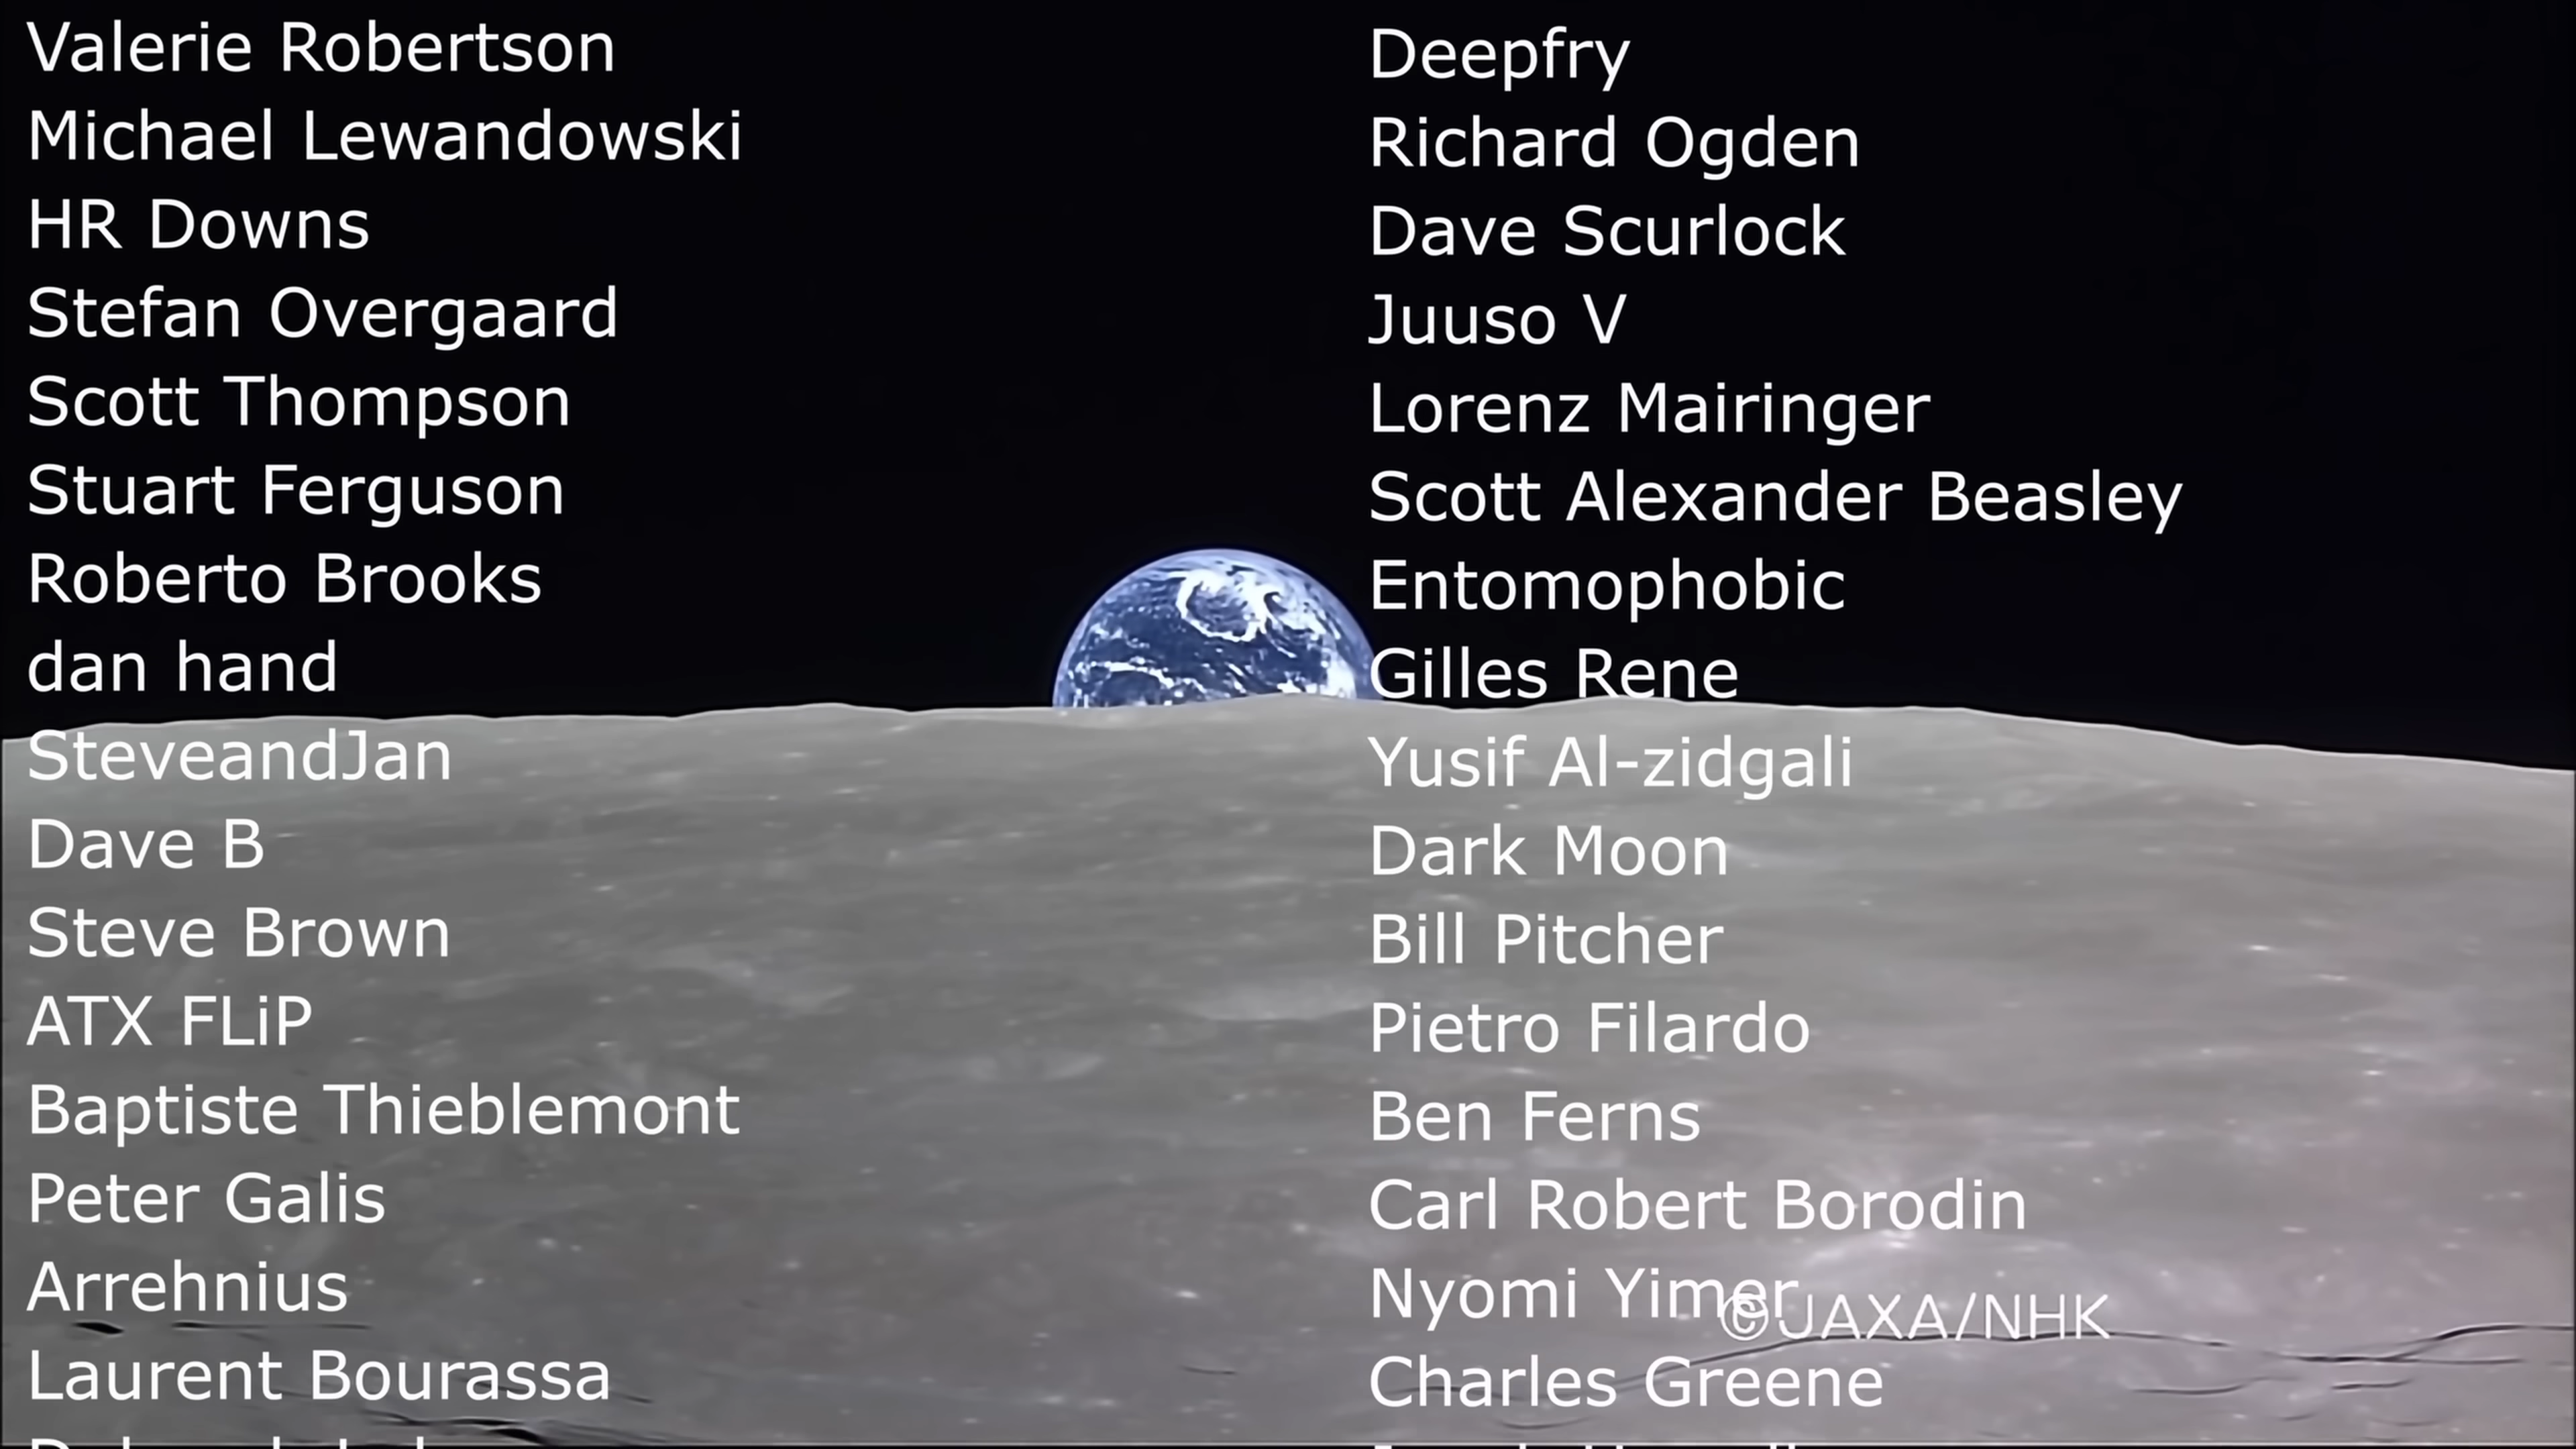 Valerie Robertson
Michael Lewandowski
HR Downs
Stefan Overgaard
Scott Thompson
Stuart Ferguson
Roberto Brooks
dan hand
SteveandJan
Dave B
Steve Brown
ATX FLiP
Baptiste Thieblemont
Peter Galis
Arrehnius
Laurent Bourassa
Deepfry
Richard Ogden
Dave Scurlock
Juuso V
Lorenz Mairinger
Scott Alexander Beasley
Entomophobic
Gilles Rene
Yusif Al-zidgali
Dark Moon
Bill Pitcher
Pietro Filardo
Ben Ferns
Carl Robert Borodin
Nyomi Yimer
©JAXA/NHK
Charles Greene